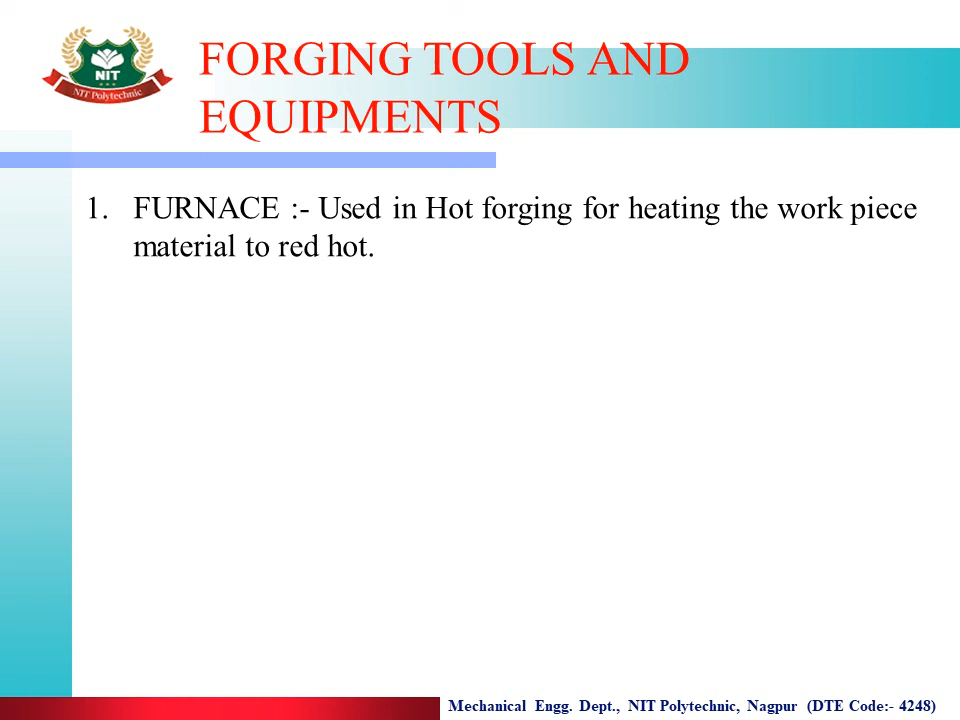 NIT
NIT Polytechnic
FORGING TOOLS AND
EQUIPMENTS
1. FURNACE :- Used in Hot forging for heating the work piece
material to red hot.
Mechanical Engg. Dept., NIT Polytechnic, Nagpur (DTE Code:- 4248)